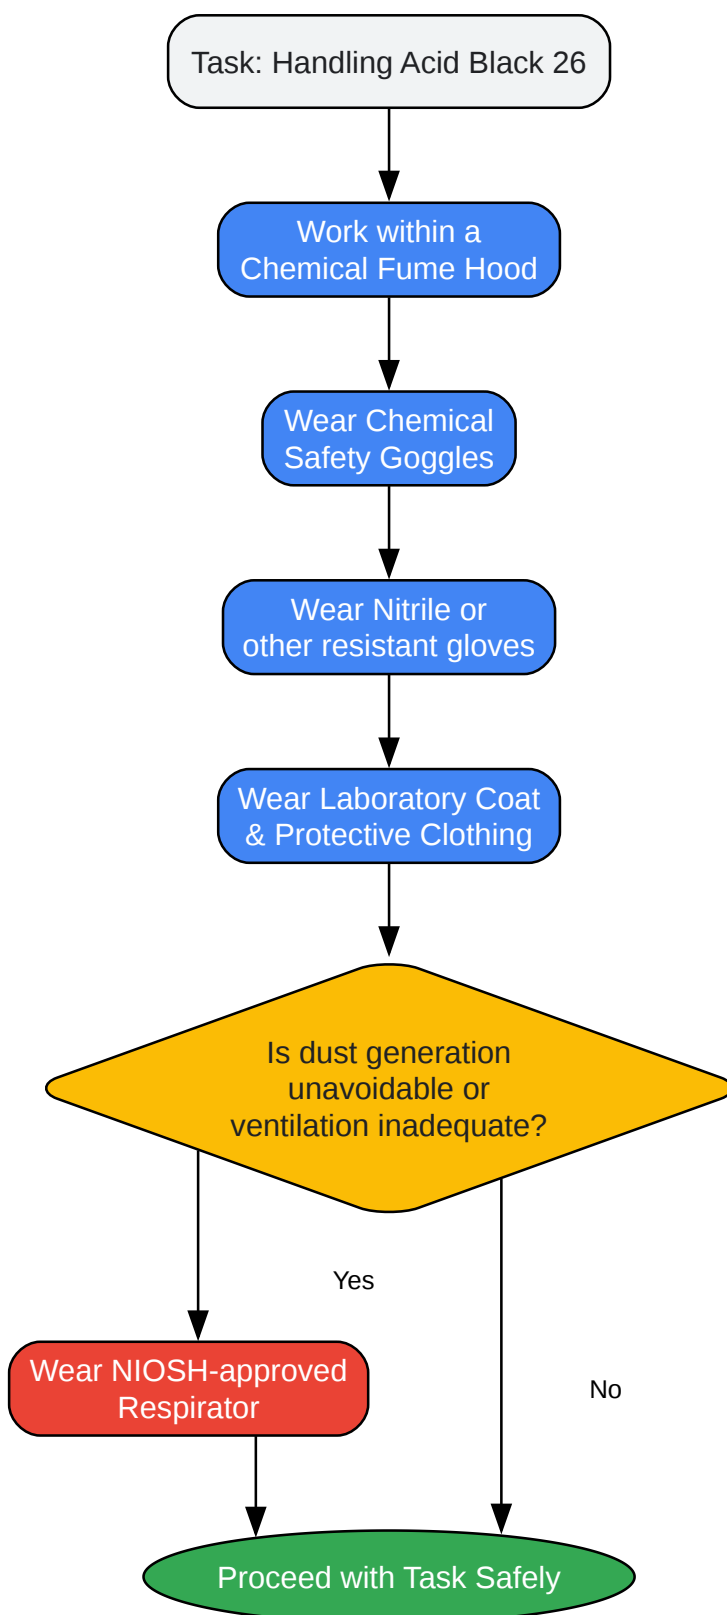 Task: Handling Acid Black 26
Work within a
Chemical Fume Hood
Wear Chemical
Safety Goggles
Wear Nitrile or
other resistant gloves
Wear Laboratory Coat
& Protective Clothing
Is dust generation
unavoidable or
ventilation inadequate?
Yes
Wear NIOSH-approved
Respirator
No
Proceed with Task Safely